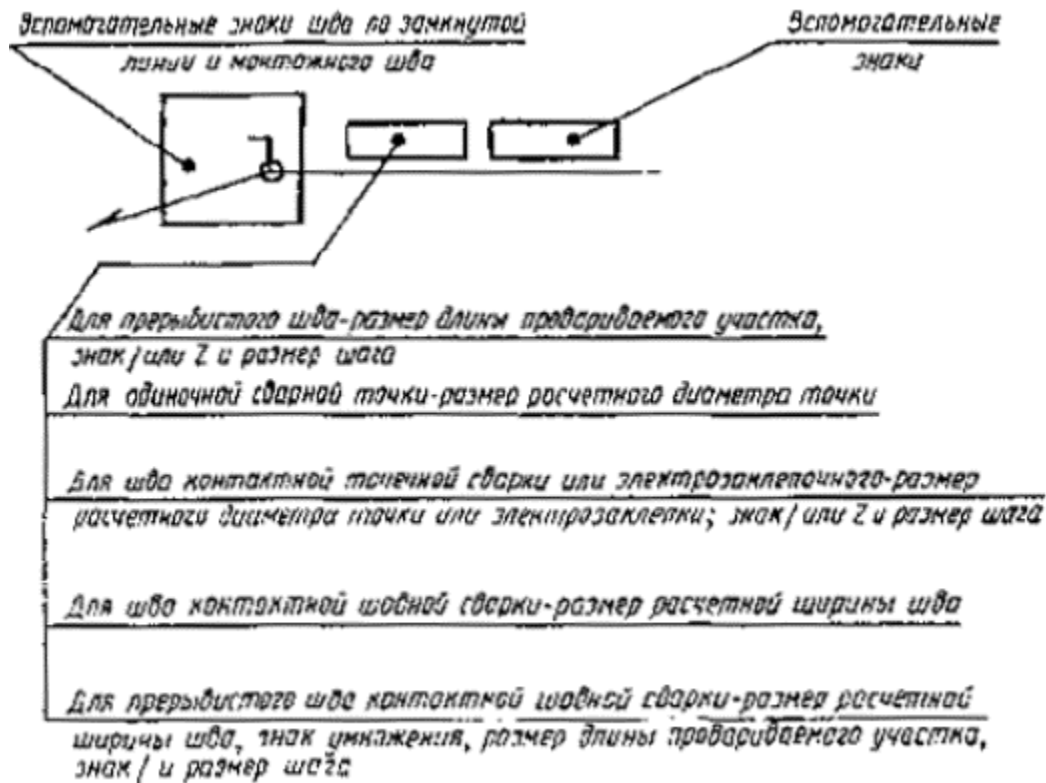 Вспомогательные знаки шва по замкнутой
линии и монтажного шва
Вспомогательные
знаки
Для прерывистого шва-размер длины провариваемого участка,
знак / или Z и размер шага
Для одиночной сварной точки-размер расчетного диаметра точки
Для шва контактной точечной сварки или электрозаклепочного-размер
расчетного диаметра точки или электрозаклепки; знак / или Z и размер шага
Для шва контактной шовной сварки-размер расчетной ширины шва
Для прерывистого шва контактной шовной сварки-размер расчетной
ширины шва, знак умножения, размер длины провариваемого участка,
знак / и размер шага